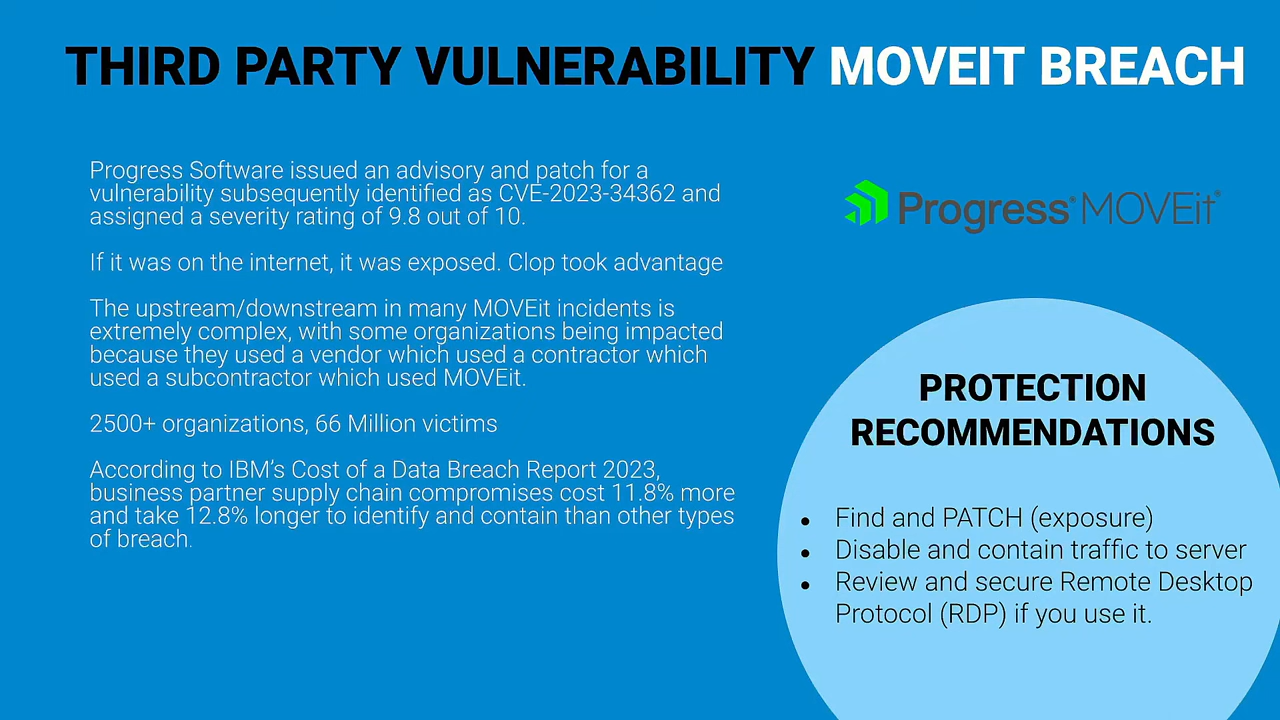 THIRD PARTY VULNERABILITY MOVEIT BREACH
Progress Software issued an advisory and patch for a
vulnerability subsequently identified as CVE-2023-34362 and
assigned a severity rating of 9.8 out of 10.
If it was on the internet, it was exposed. Clop took advantage
The upstream/downstream in many MOVEit incidents is
extremely complex, with some organizations being impacted
because they used a vendor which used a contractor which
used a subcontractor which used MOVEit.
2500+ organizations, 66 Million victims
According to IBM’s Cost of a Data Breach Report 2023,
business partner supply chain compromises cost 11.8% more
and take 12.8% longer to identify and contain than other types
of breach.
Progress® MOVEit®
PROTECTION
RECOMMENDATIONS
● Find and PATCH (exposure)
● Disable and contain traffic to server
● Review and secure Remote Desktop
Protocol (RDP) if you use it.